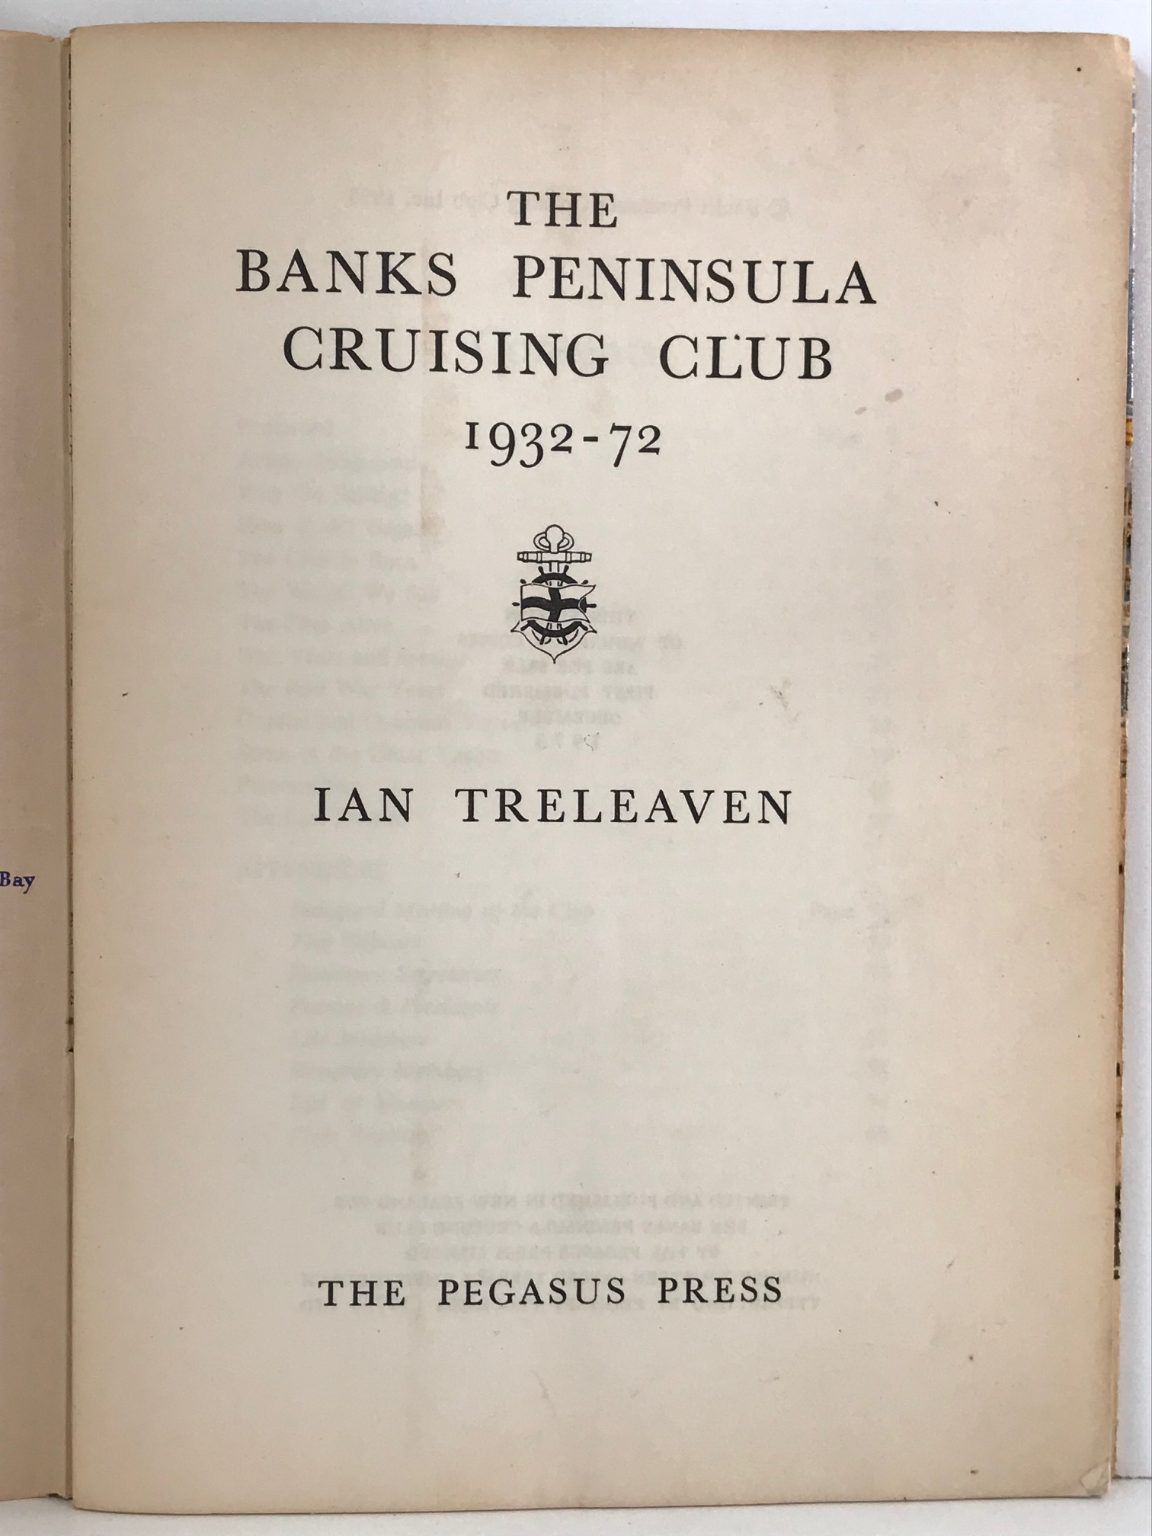 Bay
THE
BANKS PENINSULA
CRUISING CLUB
1932-72
IAN TRELEAVEN
THE PEGASUS PRESS